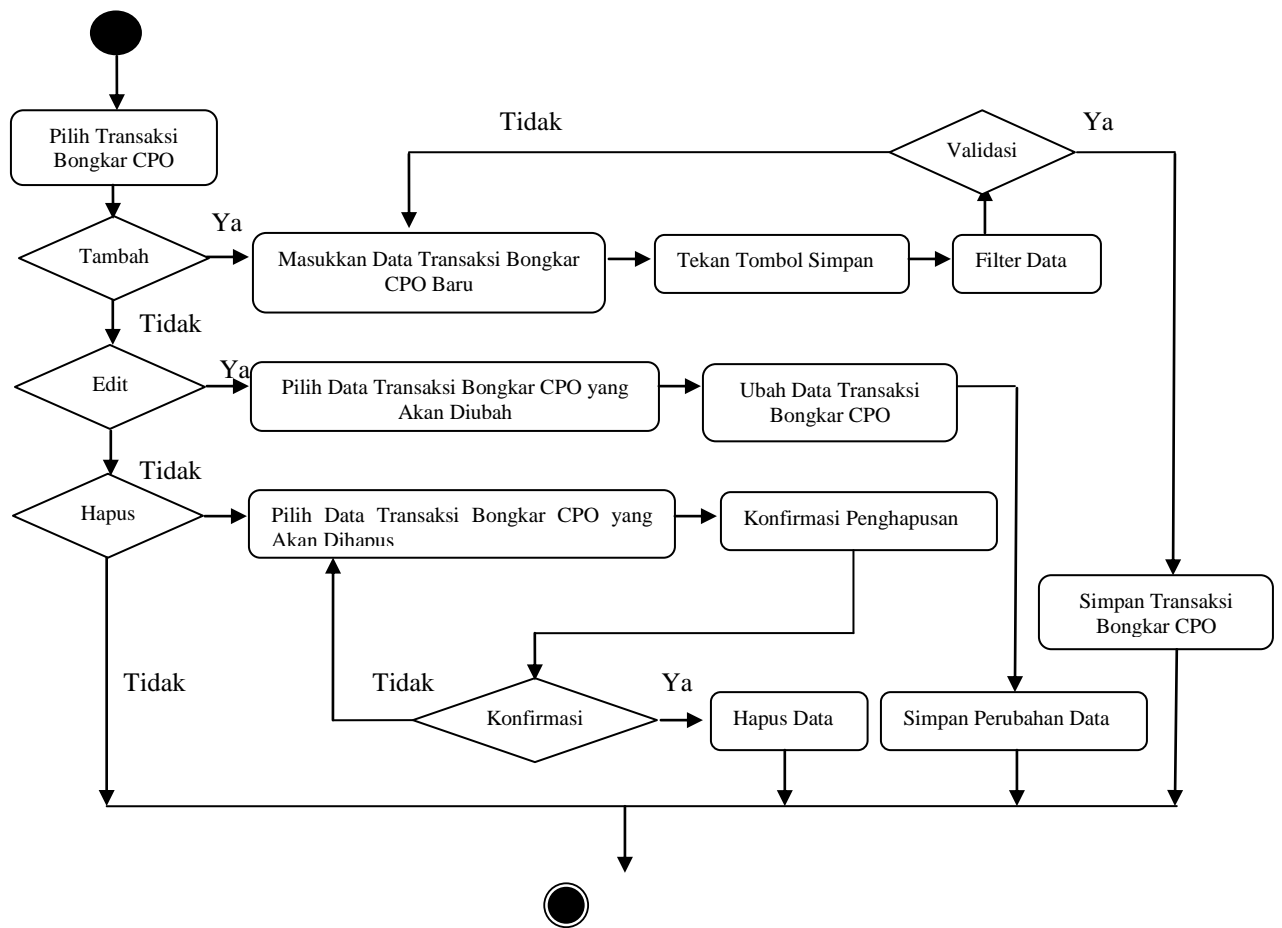 Pilih Transaksi
Bongkar CPO
Tidak
Validasi
Ya
Tambah
Ya
Masukkan Data Transaksi Bongkar
CPO Baru
Tekan Tombol Simpan
Filter Data
Tidak
Edit
Ya
Pilih Data Transaksi Bongkar CPO yang
Akan Diubah
Ubah Data Transaksi
Bongkar CPO
Tidak
Hapus
Pilih Data Transaksi Bongkar CPO yang
Akan Dihapus
Konfirmasi Penghapusan
Simpan Transaksi
Bongkar CPO
Tidak
Tidak
Konfirmasi
Ya
Hapus Data
Simpan Perubahan Data